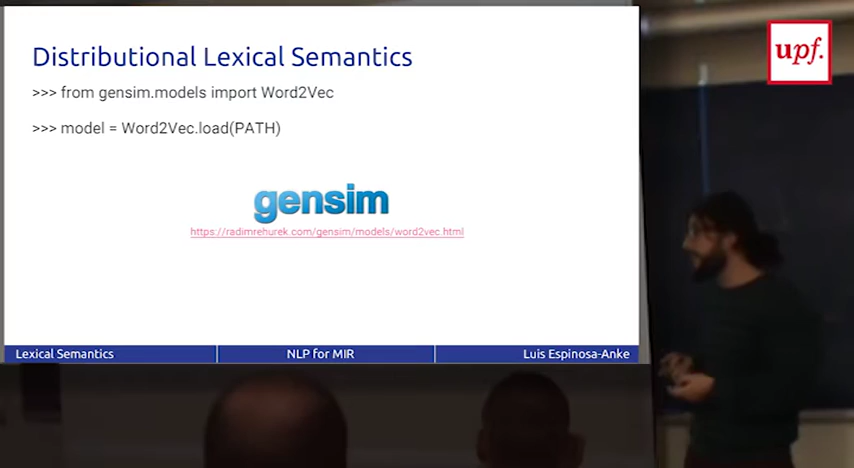 Distributional Lexical Semantics
>>> from gensim.models import Word2Vec
>>> model = Word2Vec.load(PATH)
gensim
https://radimrehurek.com/gensim/models/word2vec.html
Lexical Semantics
NLP for MIR
Luis Espinosa-Anke
upf.